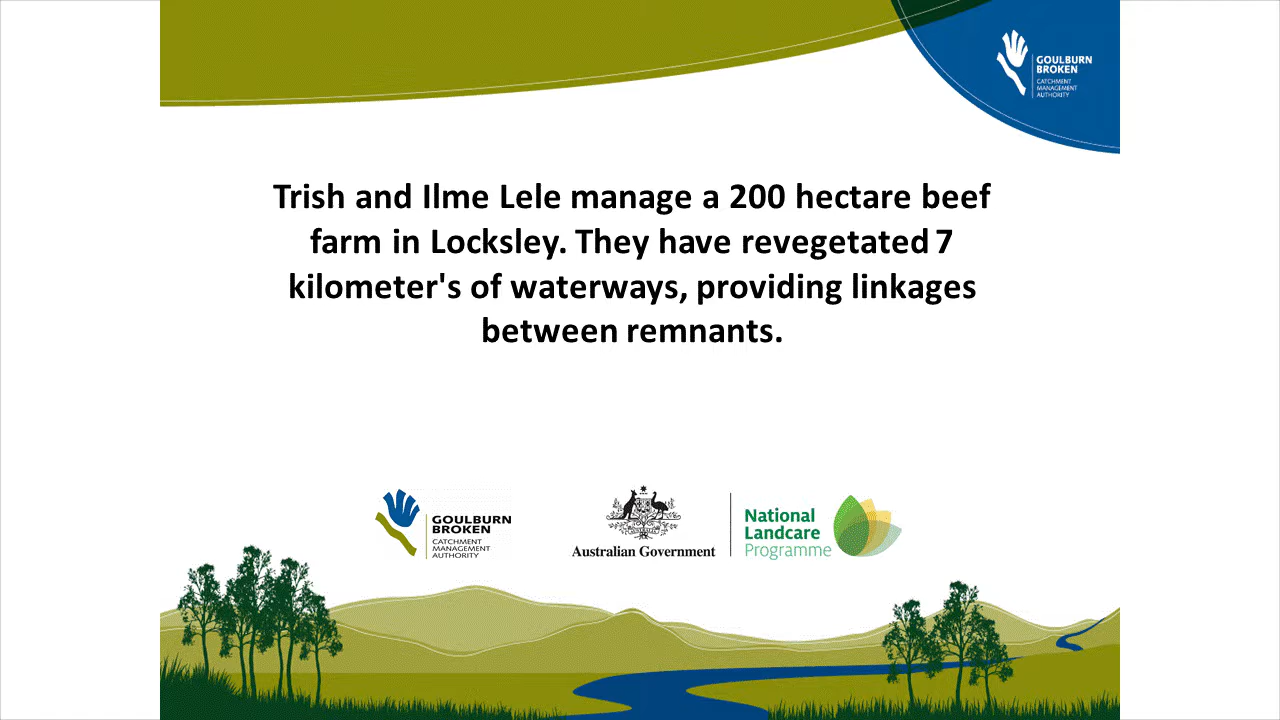 GOULBURN
BROKEN
CATCHMENT
MANAGEMENT
AUTHORITY
Trish and Ilme Lele manage a 200 hectare beef
farm in Locksley. They have revegetated 7
kilometer's of waterways, providing linkages
between remnants.
GOULBURN
BROKEN
CATCHMENT
MANAGEMENT
AUTHORITY
Australian Government
National
Landcare
Programme